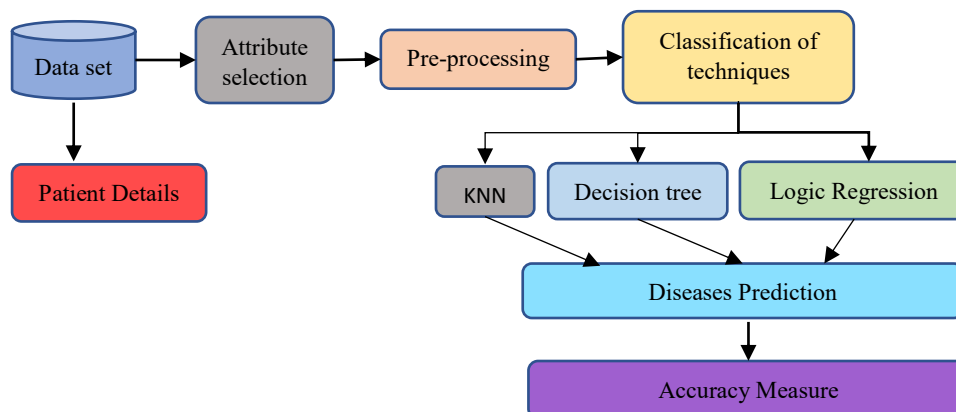 Data set
Attribute
selection
Pre-processing
Classification of
techniques
Patient Details
KNN
Decision tree
Logic Regression
Diseases Prediction
Accuracy Measure